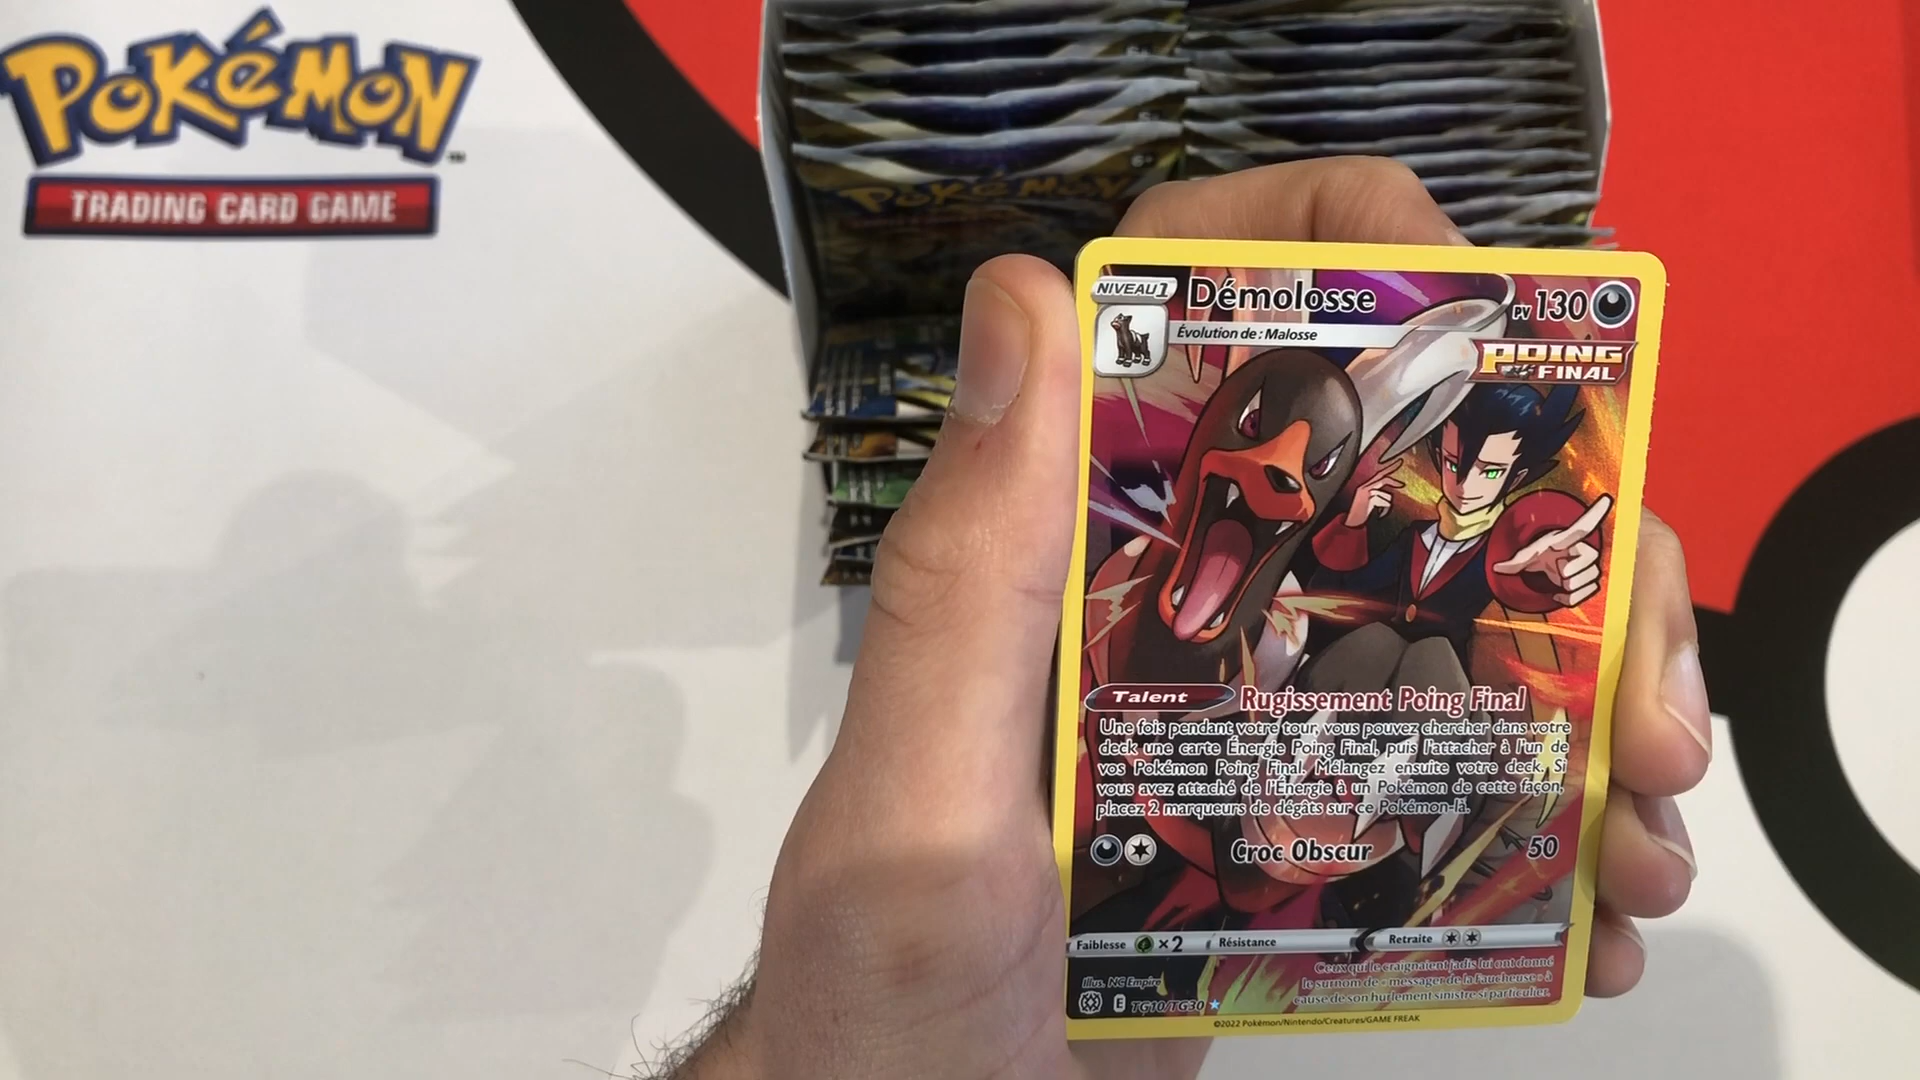 POKÉMON
TM
TRADING CARD GAME
POKÉMON
NIVEAU 1
Démolosse
PV 130
Évolution de : Malosse
POING
FINAL
Talent Rugissement Poing Final
Une fois pendant votre tour, vous pouvez chercher dans votre
deck une carte Énergie Poing Final, puis l'attacher à l'un de
vos Pokémon Poing Final. Mélangez ensuite votre deck. Si
vous avez attaché de l'Énergie à un Pokémon de cette façon,
placez 2 marqueurs de dégâts sur ce Pokémon-là.
Croc Obscur 50
Faiblesse ×2 Résistance Retraite
Ceux qui le craignaient jadis lui ont donné
le surnom de « messager de la Faucheuse » à
cause de son hurlement sinistre si particulier.
Illus. NC Empire
E TG10/TG30
©2022 Pokémon/Nintendo/Creatures/GAME FREAK